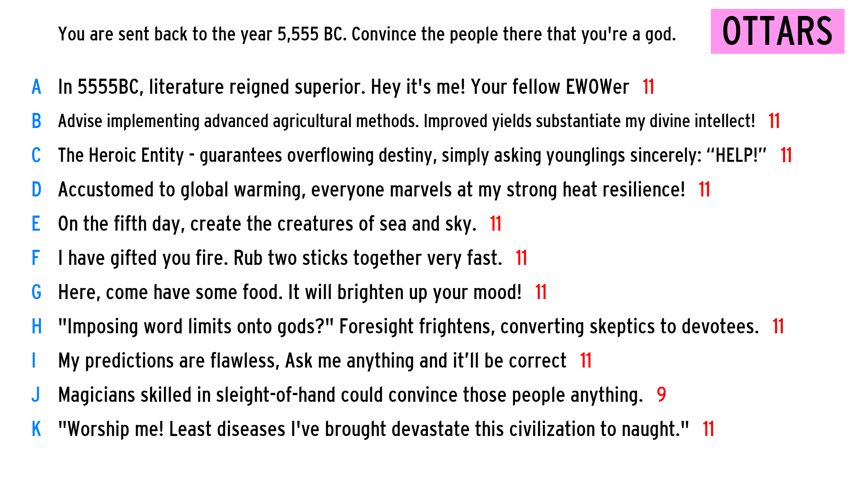 You are sent back to the year 5,555 BC. Convince the people there that you're a god.
OTTARS
A In 5555BC, literature reigned superior. Hey it's me! Your fellow EWOWer 11
B Advise implementing advanced agricultural methods. Improved yields substantiate my divine intellect! 11
C The Heroic Entity - guarantees overflowing destiny, simply asking younglings sincerely: “HELP!” 11
D Accustomed to global warming, everyone marvels at my strong heat resilience! 11
E On the fifth day, create the creatures of sea and sky. 11
F I have gifted you fire. Rub two sticks together very fast. 11
G Here, come have some food. It will brighten up your mood! 11
H "Imposing word limits onto gods?" Foresight frightens, converting skeptics to devotees. 11
I My predictions are flawless, Ask me anything and it’ll be correct 11
J Magicians skilled in sleight-of-hand could convince those people anything. 9
K "Worship me! Least diseases I've brought devastate this civilization to naught." 11